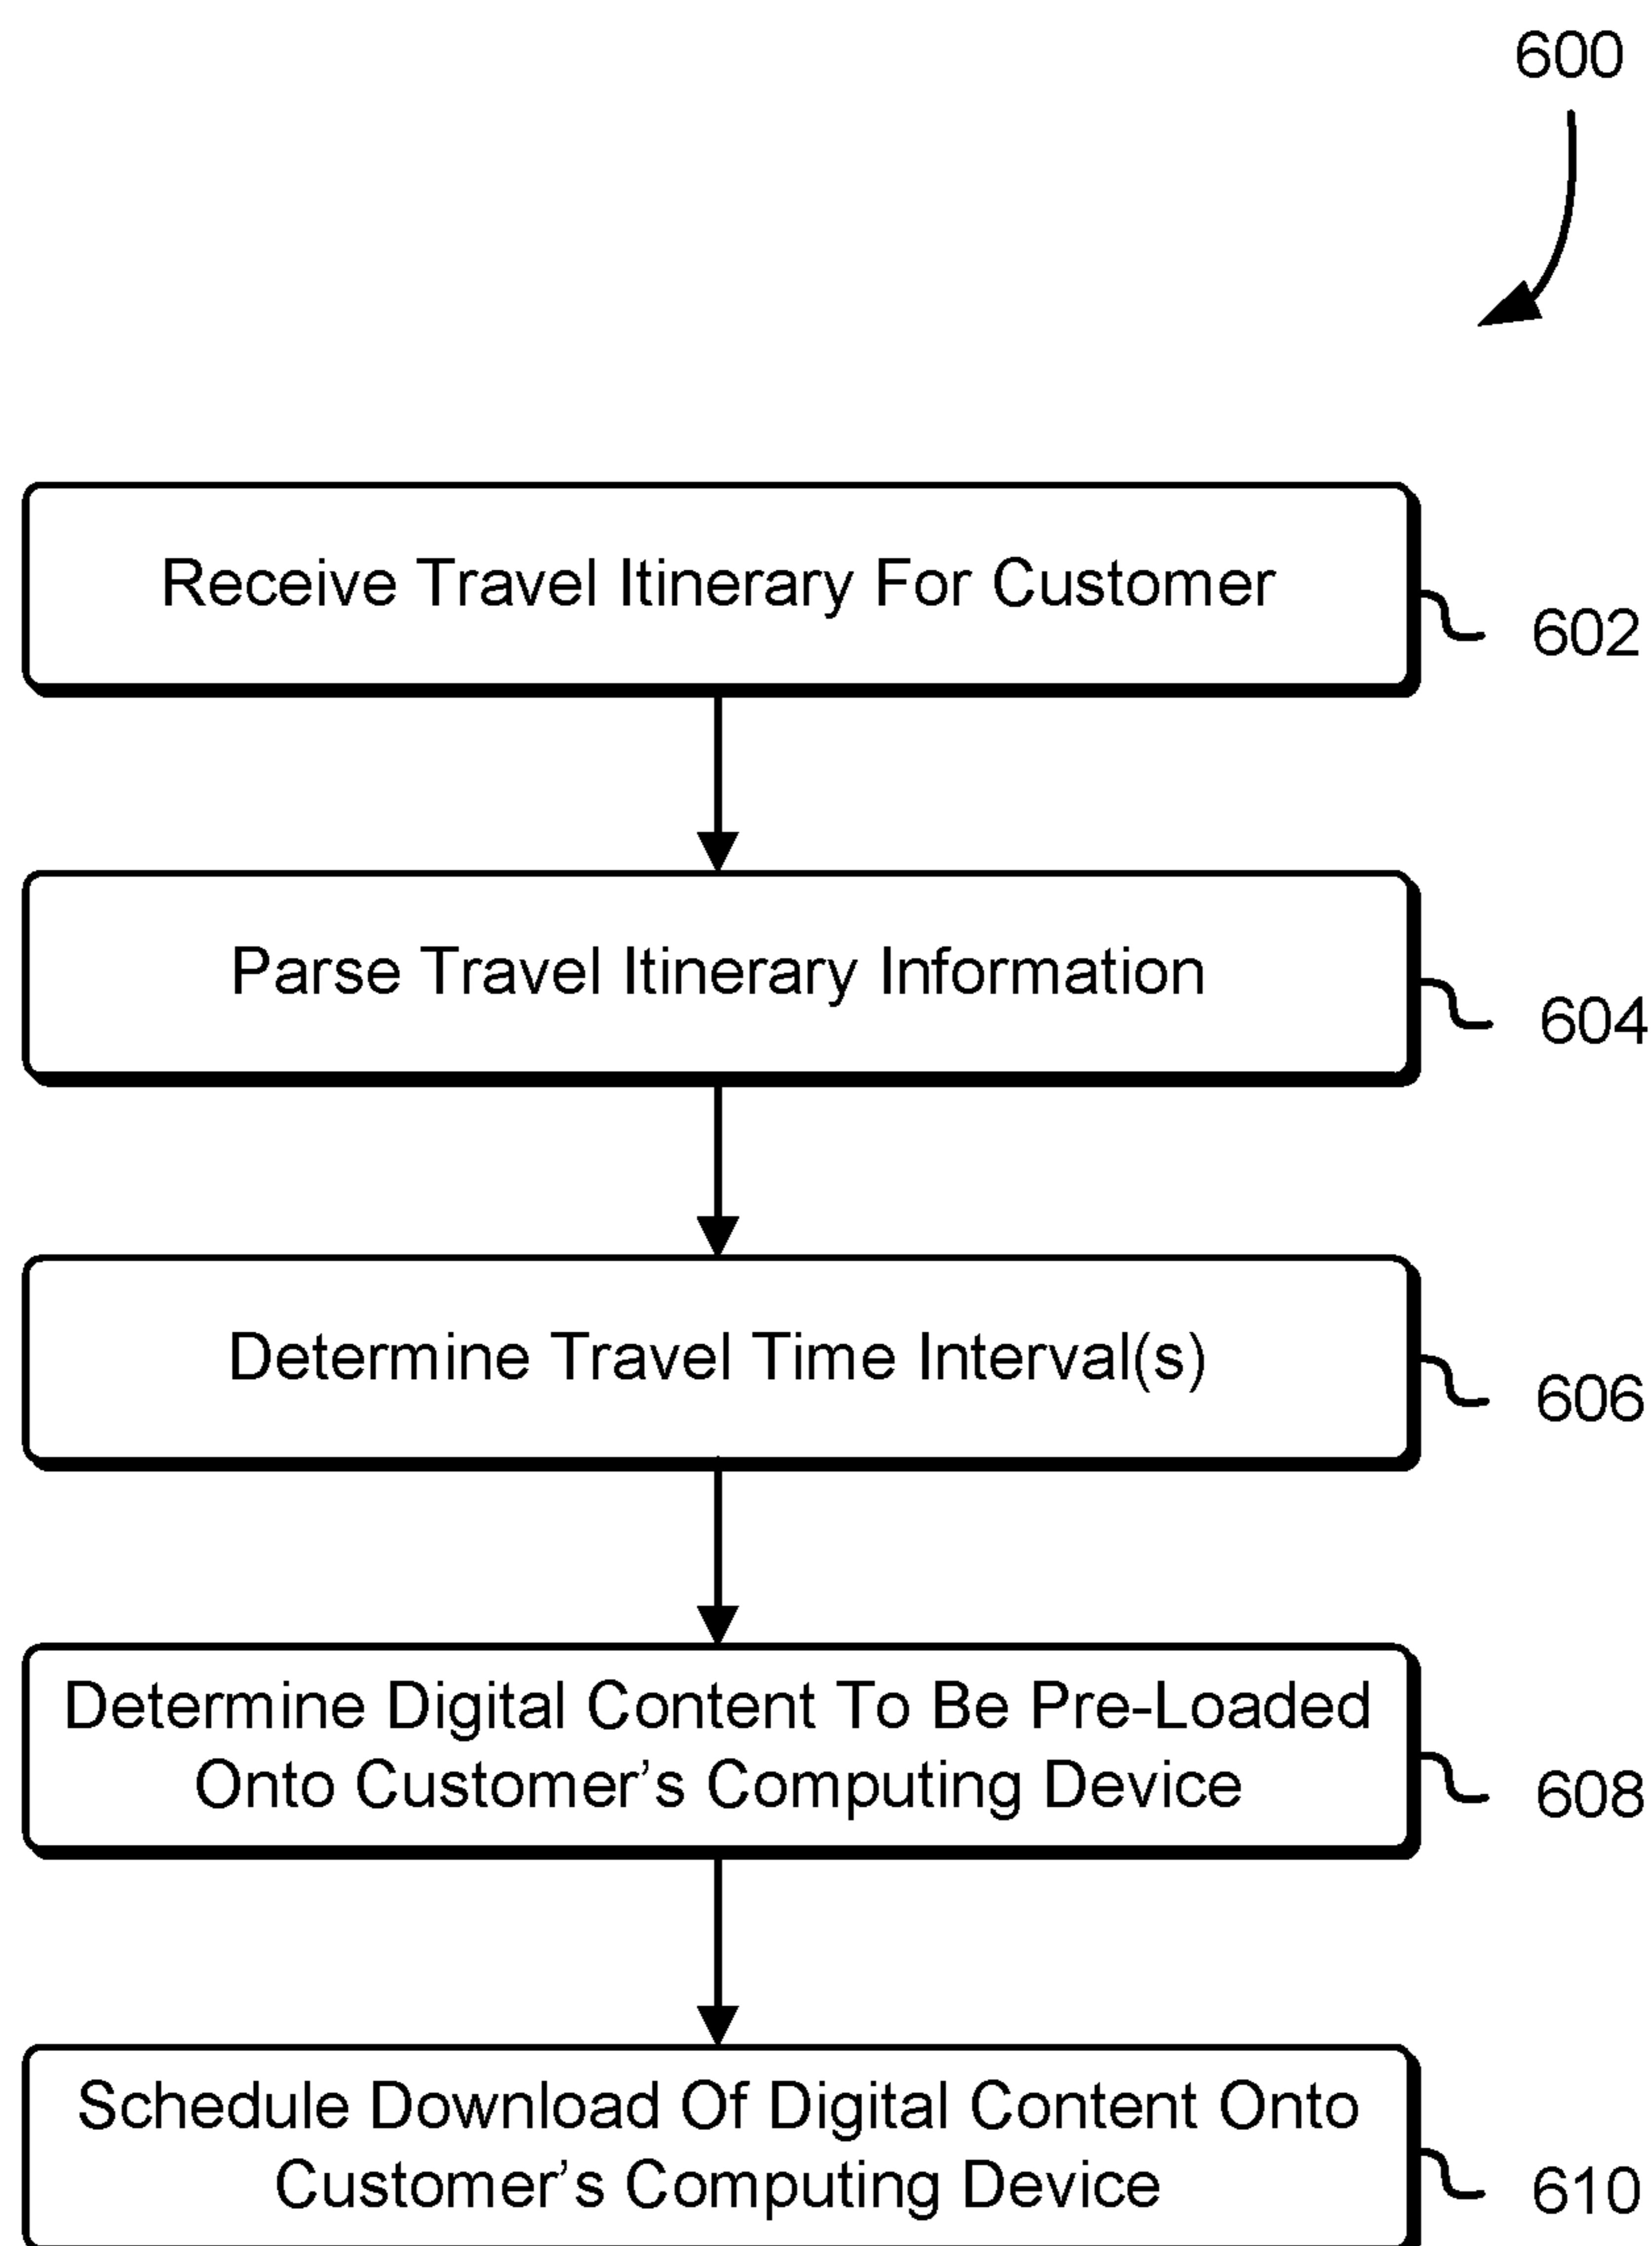 600
Receive Travel Itinerary For Customer
602
Parse Travel Itinerary Information
604
Determine Travel Time Interval(s)
606
Determine Digital Content To Be Pre-Loaded
Onto Customer’s Computing Device
608
Schedule Download Of Digital Content Onto
Customer’s Computing Device
610